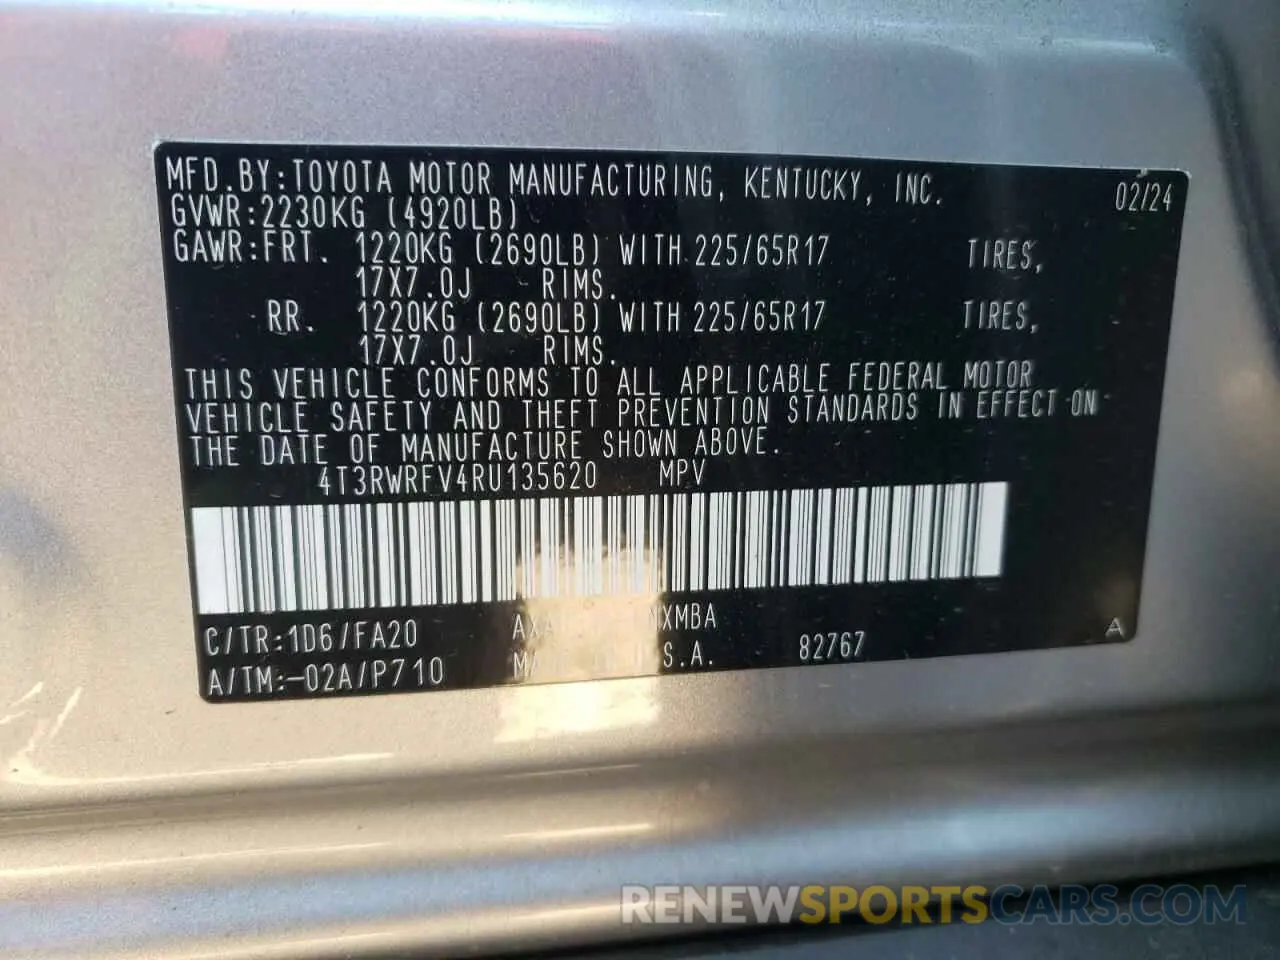 MFD.BY:TOYOTA MOTOR MANUFACTURING, KENTUCKY, INC. 02/24
GVWR:2230KG (4920LB)
GAWR:FRT. 1220KG (2690LB) WITH 225/65R17 TIRES,
17X7.0J RIMS.
RR. 1220KG (2690LB) WITH 225/65R17 TIRES,
17X7.0J RIMS.
THIS VEHICLE CONFORMS TO ALL APPLICABLE FEDERAL MOTOR
VEHICLE SAFETY AND THEFT PREVENTION STANDARDS IN EFFECT ON
THE DATE OF MANUFACTURE SHOWN ABOVE.
4T3RWRFV4RU135620 MPV
C/TR:1D6/FA20
A/TM:-02A/P710 82767 A
RENEWSPORTSCARS.COM